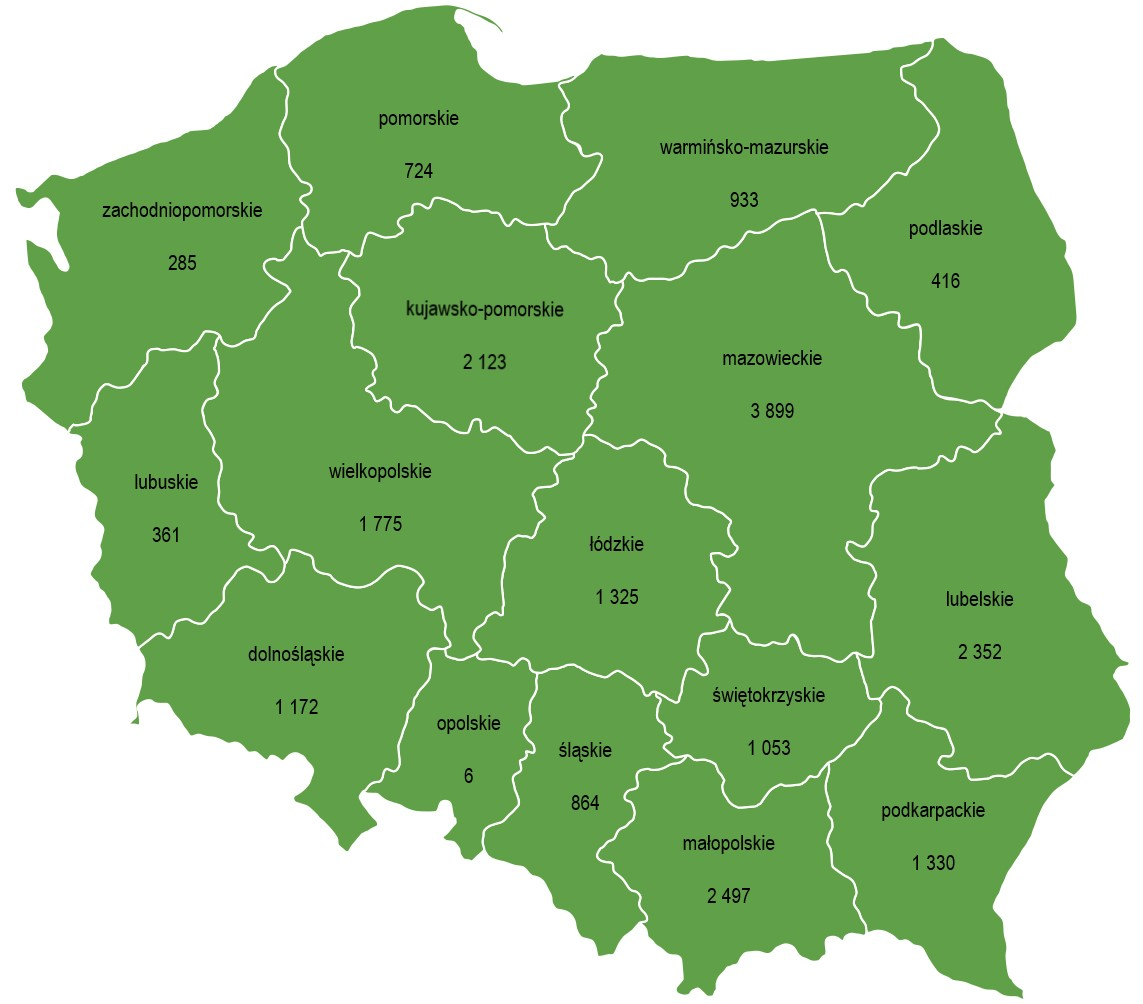 pomorskie
724
warmińsko-mazurskie
933
zachodniopomorskie
285
podlaskie
416
kujawsko-pomorskie
2 123
mazowieckie
3 899
wielkopolskie
1 775
lubuskie
361
łódzkie
1 325
lubelskie
2 352
dolnośląskie
1 172
świętokrzyskie
1 053
opolskie
6
śląskie
864
podkarpackie
1 330
małopolskie
2 497